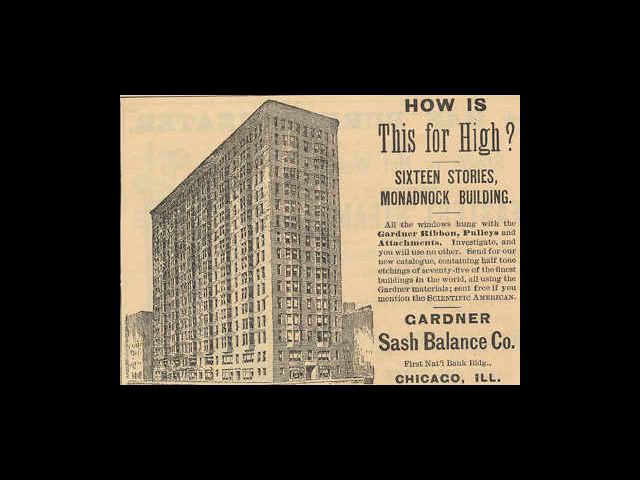 HOW IS
This for High?
SIXTEEN STORIES,
MONADNOCK BUILDING.
All the windows hung with the
Gardner Ribbon, Pulleys and
Attachments. Investigate, and
you will use no other. Send for our
new catalogue, containing half tone
etchings of seventy-five of the finest
buildings in the world, all using the
Gardner materials; sent free if you
mention the SCIENTIFIC AMERICAN.
GARDNER
Sash Balance Co.
First Nat'l Bank Bldg.,
CHICAGO, ILL.